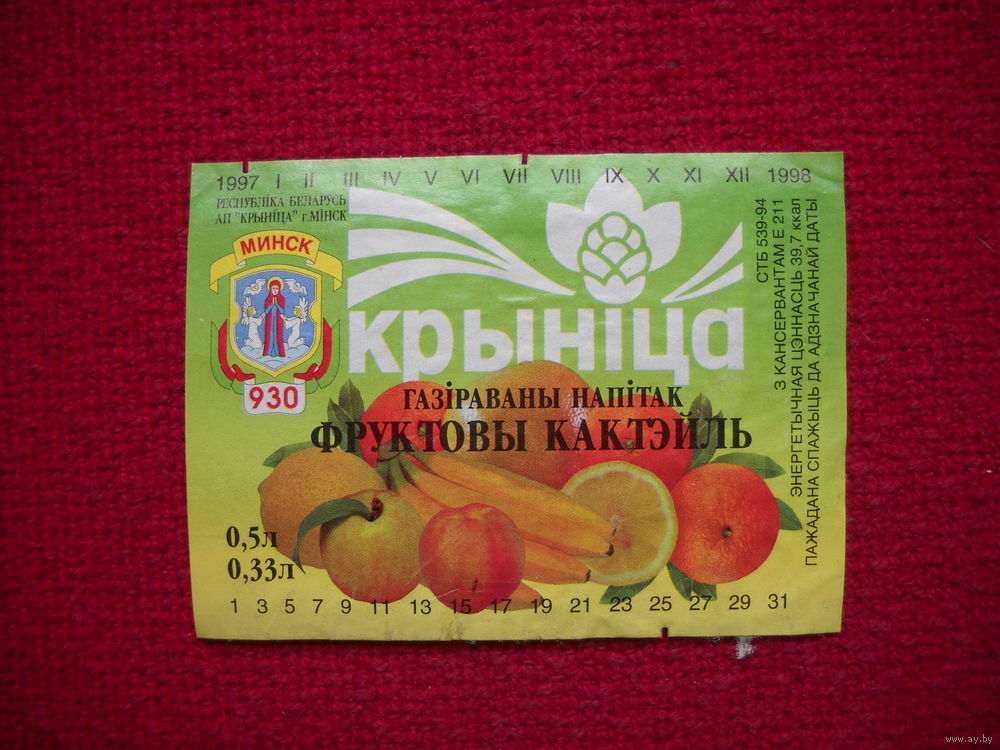 1997 I II III IV V VI VII VIII IX X XI XII 1998
РЕСПУБЛІКА БЕЛАРУСЬ
АП "КРЫНІЦА" г.МІНСК
МИНСК
930
крыніца
ГАЗІРАВАНЫ НАПІТАК
ФРУКТОВЫ КАКТЭЙЛЬ
0,5л
0,33л
1 3 5 7 9 11 13 15 17 19 21 23 25 27 29 31
СТБ 539-94
З КАНСЕРВАНТАМ Е 211
ЭНЕРГЕТЫЧНАЯ ЦЭННАСЦЬ 39,7 ккал
ПАЖАДАНА СПАЖЫЦЬ ДА АДЗНАЧАНАЙ ДАТЫ
www.ay.by